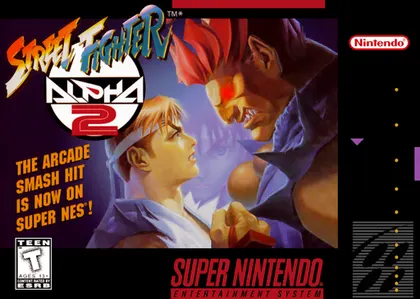 STREET FIGHTER™*
ALPHA
2
Nintendo®
THE ARCADE
SMASH HIT
IS NOW ON
SUPER NES®!
TEEN
T
AGES 13+
CONTENT RATED BY
ESRB
SUPER NINTENDO
ENTERTAINMENT SYSTEM